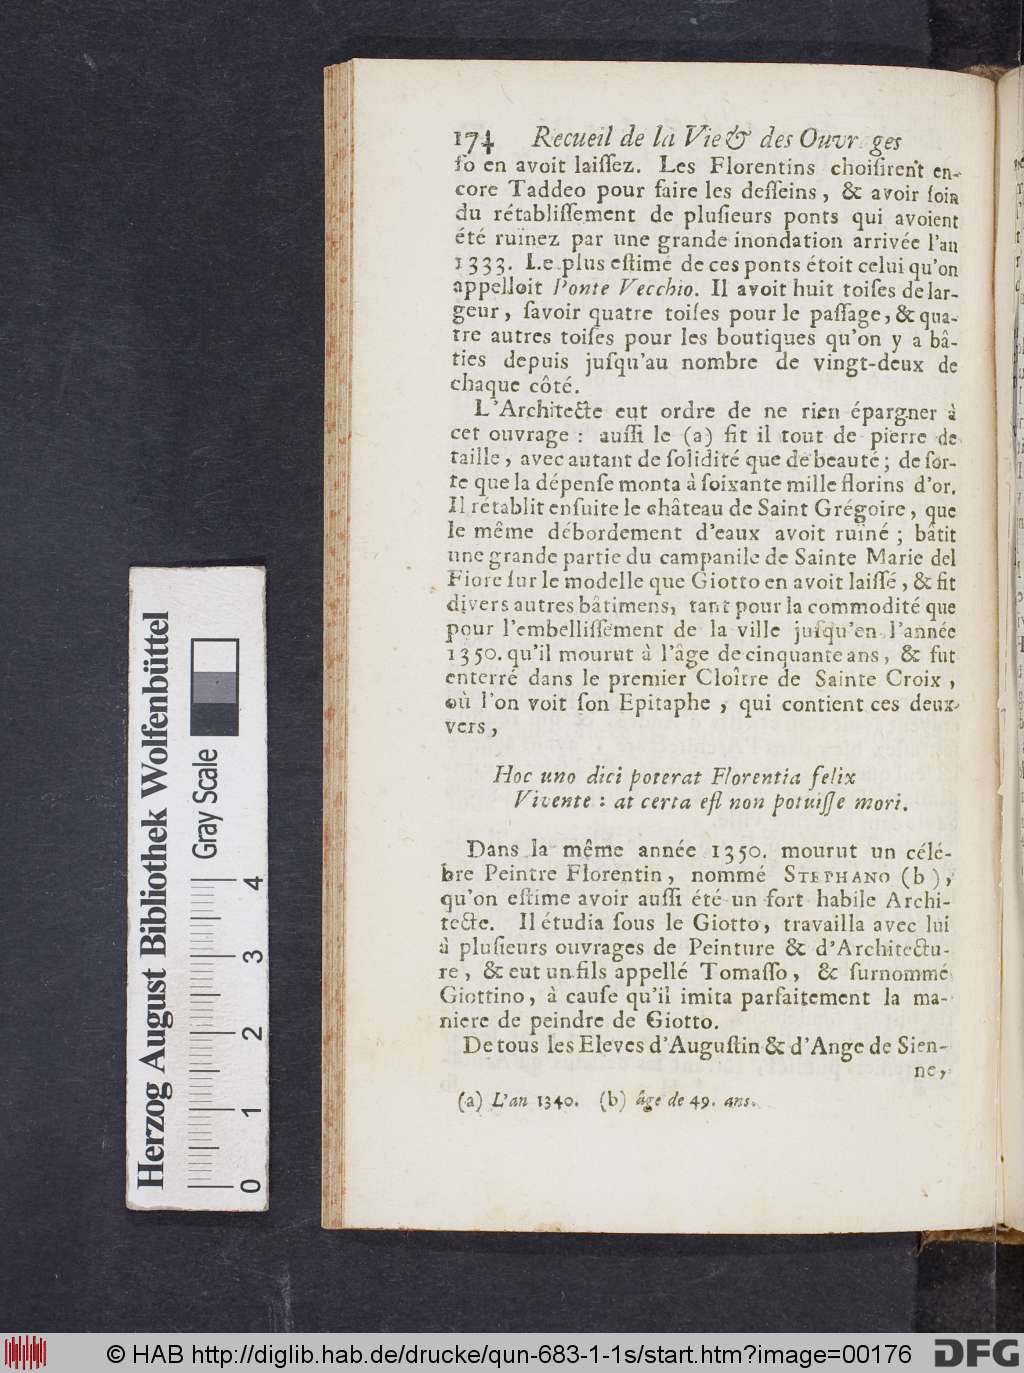 174 Recueil de la Vie & des Ouvr ges
ſo en avoit laiſſez. Les Florentins choiſirent en-
core Taddeo pour faire les deſſeins, & avoir ſoin
du rétabliſſement de pluſieurs ponts qui avoient
été ruinez par une grande inondation arrivée l'an
1333. Le plus eſtimé de ces ponts étoit celui qu'on
appelloit Ponte Vecchio. Il avoit huit toiſes de lar-
geur, ſavoir quatre toiſes pour le paſſage, & qua-
tre autres toiſes pour les boutiques qu'on y a bâ-
ties depuis juſqu'au nombre de vingt-deux de
chaque côté.
L'Architecte eut ordre de ne rien épargner à
cet ouvrage : auſſi le (a) fit il tout de pierre de
taille, avec autant de ſolidité que de beauté; de ſor-
te que la dépenſe monta à ſoixante mille florins d'or.
Il rétablit enſuite le château de Saint Grégoire, que
le même débordement d'eaux avoit ruiné; bâtit
une grande partie du campanile de Sainte Marie del
Fiore ſur le modelle que Giotto en avoit laiſſé, & fit
divers autres bâtimens, tant pour la commodité que
pour l'embelliſſement de la ville juſqu'en l'année
1350. qu'il mourut à l'âge de cinquante ans, & fut
enterré dans le premier Cloître de Sainte Croix,
où l'on voit ſon Epitaphe, qui contient ces deux
vers,
Hoc uno dici poterat Florentia felix
Vivente : at certa eſt non potuiſſe mori.
Dans la même année 1350. mourut un célé-
bre Peintre Florentin, nommé STEPHANO (b),
qu'on eſtime avoir auſſi été un fort habile Archi-
tecte. Il étudia ſous le Giotto, travailla avec lui
à pluſieurs ouvrages de Peinture & d'Architectu-
re, & eut un fils appellé Tomaſſo, & ſurnommé
Giottino, à cauſe qu'il imita parfaitement la ma-
niere de peindre de Giotto.
De tous les Eleves d'Auguſtin & d'Ange de Sien-
ne,
(a) L'an 1340. (b) âge de 49. ans.
Herzog August Bibliothek Wolfenbüttel
Gray Scale
0 1 2 3 4
© HAB http://diglib.hab.de/drucke/qun-683-1-1s/start.htm?image=00176
DFG